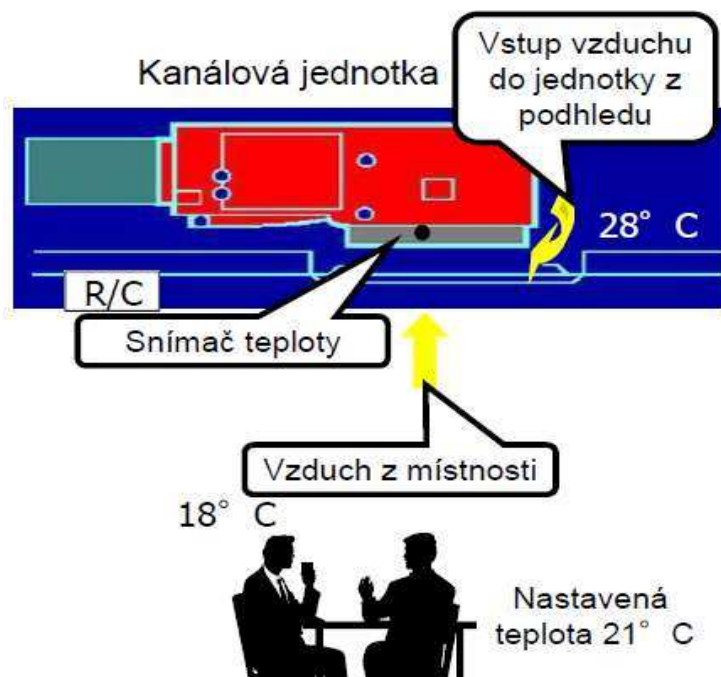 Vstup vzduchu
do jednotky z
podhledu
Kanálová jednotka
28° C
R/C
Snímač teploty
Vzduch z místnosti
18° C
Nastavená
teplota 21° C